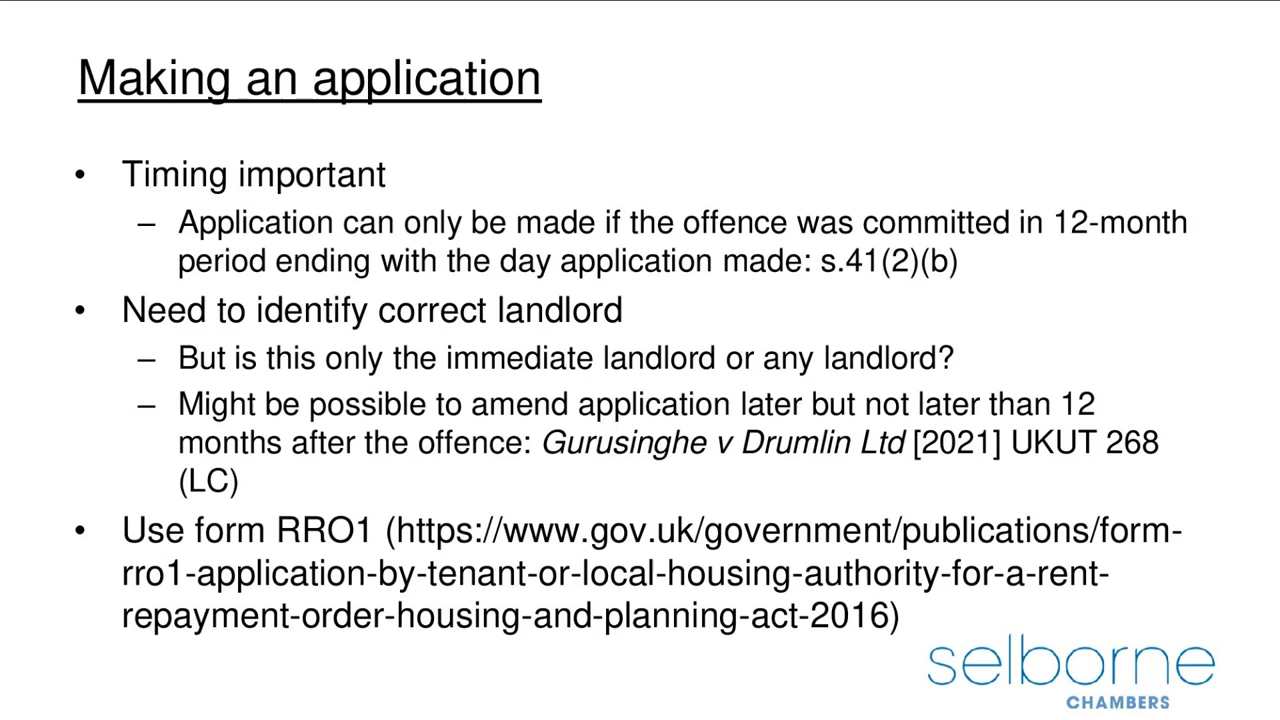 Making an application
• Timing important
– Application can only be made if the offence was committed in 12-month
period ending with the day application made: s.41(2)(b)
• Need to identify correct landlord
– But is this only the immediate landlord or any landlord?
– Might be possible to amend application later but not later than 12
months after the offence: Gurusinghe v Drumlin Ltd [2021] UKUT 268
(LC)
• Use form RRO1 (https://www.gov.uk/government/publications/form-
rro1-application-by-tenant-or-local-housing-authority-for-a-rent-
repayment-order-housing-and-planning-act-2016)
selborne
CHAMBERS